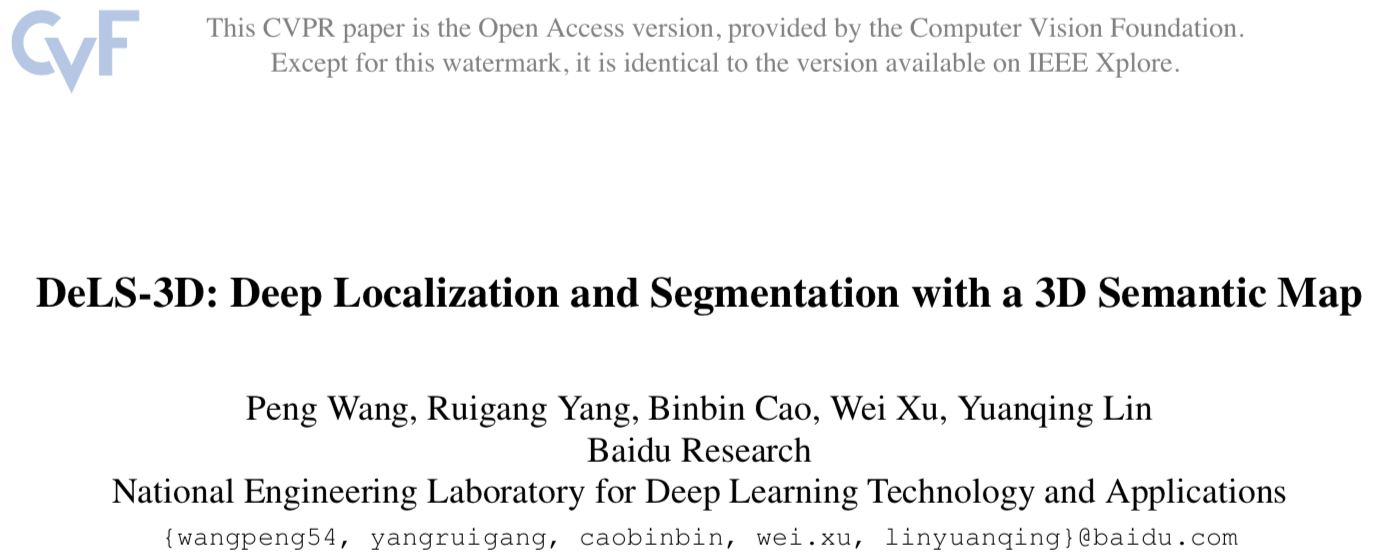 CVF
This CVPR paper is the Open Access version, provided by the Computer Vision Foundation.
Except for this watermark, it is identical to the version available on IEEE Xplore.
DeLS-3D: Deep Localization and Segmentation with a 3D Semantic Map
Peng Wang, Ruigang Yang, Binbin Cao, Wei Xu, Yuanqing Lin
Baidu Research
National Engineering Laboratory for Deep Learning Technology and Applications
{wangpeng54, yangruigang, caobinbin, wei.xu, linyuanqing}@baidu.com